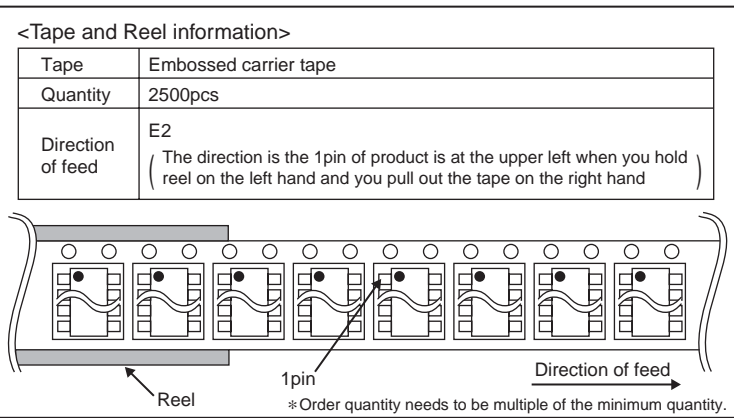 <Tape and Reel information>
Tape Embossed carrier tape
Quantity 2500pcs
Direction of feed E2
( The direction is the 1pin of product is at the upper left when you hold
reel on the left hand and you pull out the tape on the right hand )
Reel
1pin
Direction of feed
*Order quantity needs to be multiple of the minimum quantity.